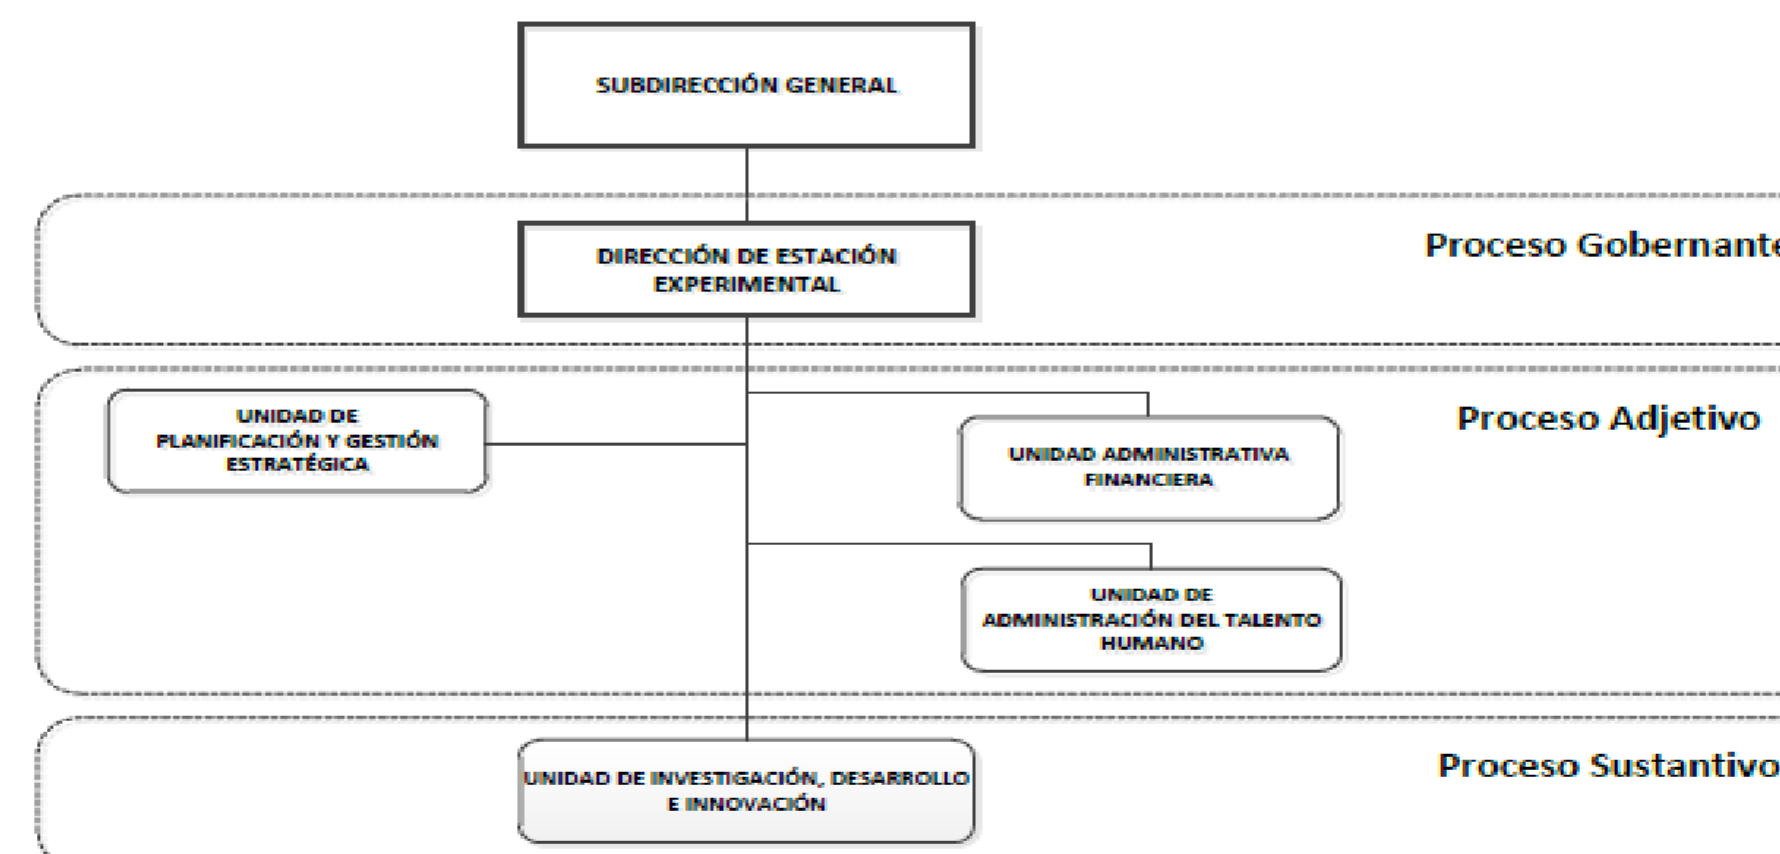 SUBDIRECCIÓN GENERAL
DIRECCIÓN DE ESTACIÓN
EXPERIMENTAL
Proceso Gobernante
UNIDAD DE
PLANIFICACIÓN Y GESTIÓN
ESTRATÉGICA
Proceso Adjetivo
UNIDAD ADMINISTRATIVA
FINANCIERA
UNIDAD DE
ADMINISTRACIÓN DEL TALENTO
HUMANO
Proceso Sustantivo
UNIDAD DE INVESTIGACIÓN, DESARROLLO
E INNOVACIÓN